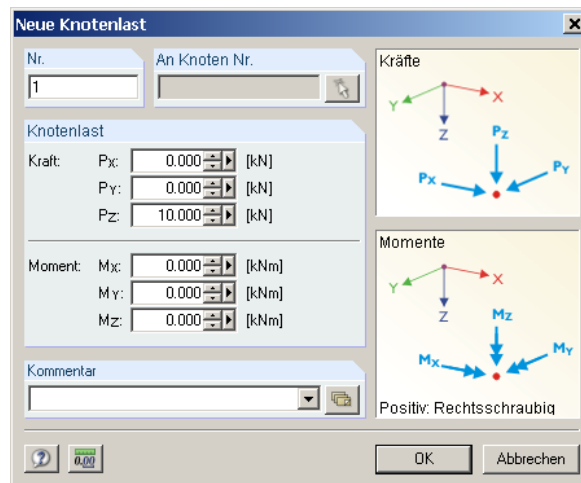 Neue Knotenlast
Nr.
An Knoten Nr.
1
Knotenlast
Kraft: PX: 0.000 [kN]
PY: 0.000 [kN]
PZ: 10.000 [kN]
Moment: MX: 0.000 [kNm]
MY: 0.000 [kNm]
MZ: 0.000 [kNm]
Kommentar
Kräfte
Y
X
Z
PZ
PX
PY
Momente
Y
X
Z
MZ
MX
MY
Positiv: Rechtsschraubig
?
0.00
OK
Abbrechen